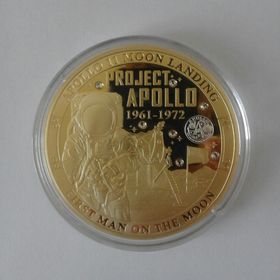 APOLLO 11 MOON LANDING
PROJECT
APOLLO
1961-1972
FIRST MAN ON THE MOON